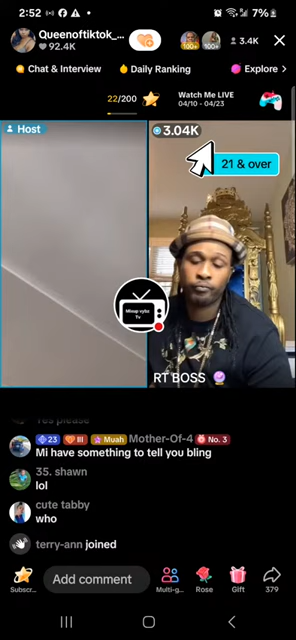 2:52
7%
Queenoftiktok_...
92.4K
3.4K
100+
100+
Chat & Interview
Daily Ranking
Explore >
22/200
Watch Me LIVE
04/10 - 04/23
Host
3.04K
21 & over
Mixup vybz
Tv
RT BOSS
Yes please
23 III Muah Mother-Of-4 No. 3
Mi have something to tell you bling
35. shawn
lol
cute tabby
who
terry-ann joined
Subscr...
Add comment
Multi-g...
Rose
Gift
379